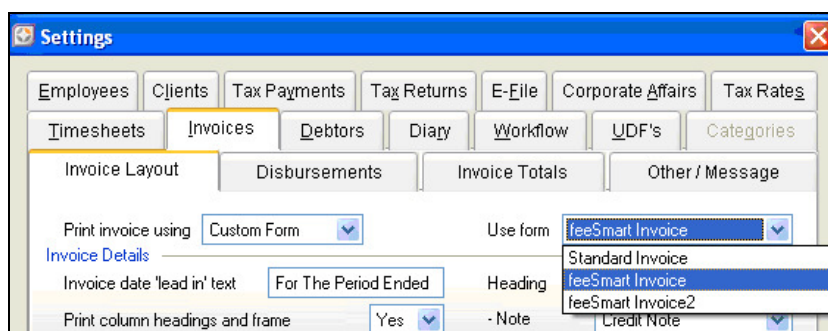 Settings
Employees Clients Tax Payments Tax Returns E-File Corporate Affairs Tax Rates
Timesheets Invoices Debtors Diary Workflow UDF's Categories
Invoice Layout Disbursements Invoice Totals Other / Message
Print invoice using Custom Form Use form feeSmart Invoice
Invoice Details Standard Invoice
Invoice date 'lead in' text For The Period Ended Heading feeSmart Invoice
feeSmart Invoice2
Print column headings and frame Yes - Note Credit Note